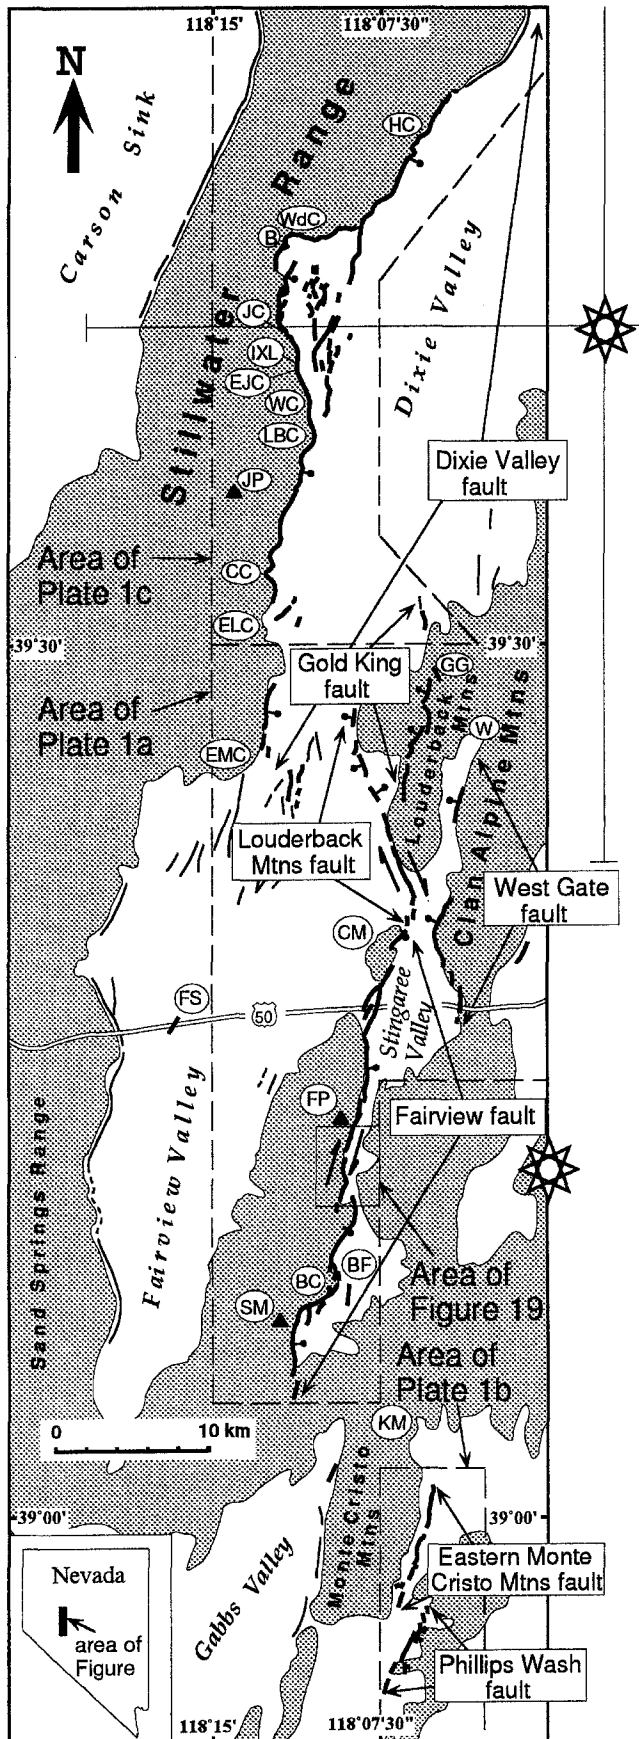 118°15' 118°07'30"
N
Carson Sink
Stillwater Range
HC
WdC
B
Dixie Valley
JC
IXL
EJC
WC
LBC
JP
Dixie Valley
fault
Area of
Plate 1c
CC
ELC
39°30' 39°30'
Gold King
fault
GG
Louderback Mtns
Clan Alpine Mtns
W
Area of
Plate 1a
EMC
Louderback
Mtns fault
West Gate
fault
CM
Stingaree
Valley
FS
50
FP
Fairview fault
Sand Springs Range
Fairview Valley
BF
BC
SM
Area of
Figure 19
Area of
Plate 1b
0 10 km
KM
Monte Cristo
Mtns
39°00' 39°00'
Gabbs Valley
Eastern Monte
Cristo Mtns fault
Phillips Wash
fault
Nevada
area of
Figure
118°15' 118°07'30"